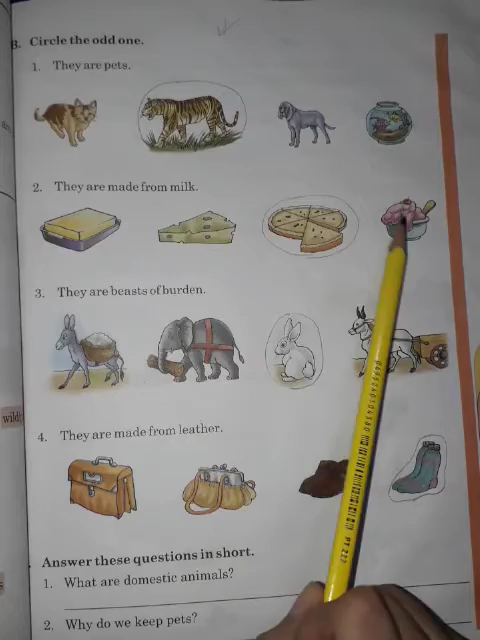 B. Circle the odd one.
1. They are pets.
2. They are made from milk.
3. They are beasts of burden.
4. They are made from leather.
wild
Answer these questions in short.
1. What are domestic animals?
2. Why do we keep pets?